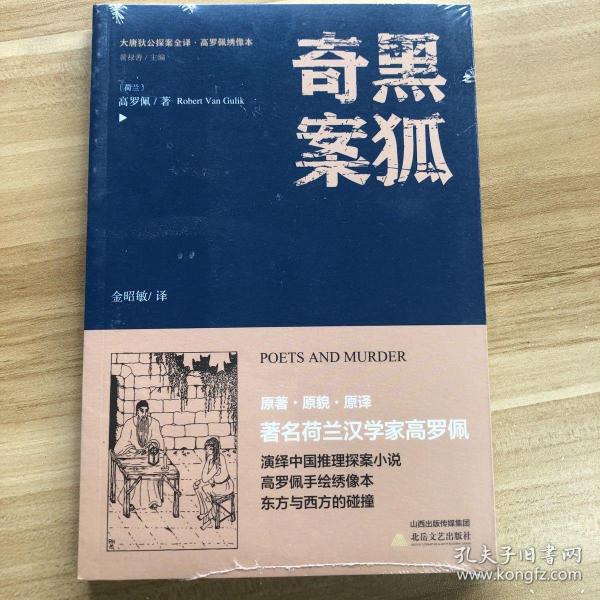 大唐狄公探案全译·高罗佩绣像本
黄禄善/主编
黑狐
奇案
〔荷兰〕
高罗佩/著 Robert Van Gulik
金昭敏/译
POETS AND MURDER
原著·原貌·原译
著名荷兰汉学家高罗佩
演绎中国推理探案小说
高罗佩手绘绣像本
东方与西方的碰撞
山西出版传媒集团
北岳文艺出版社
孔夫子旧书网
www.kongfz.com